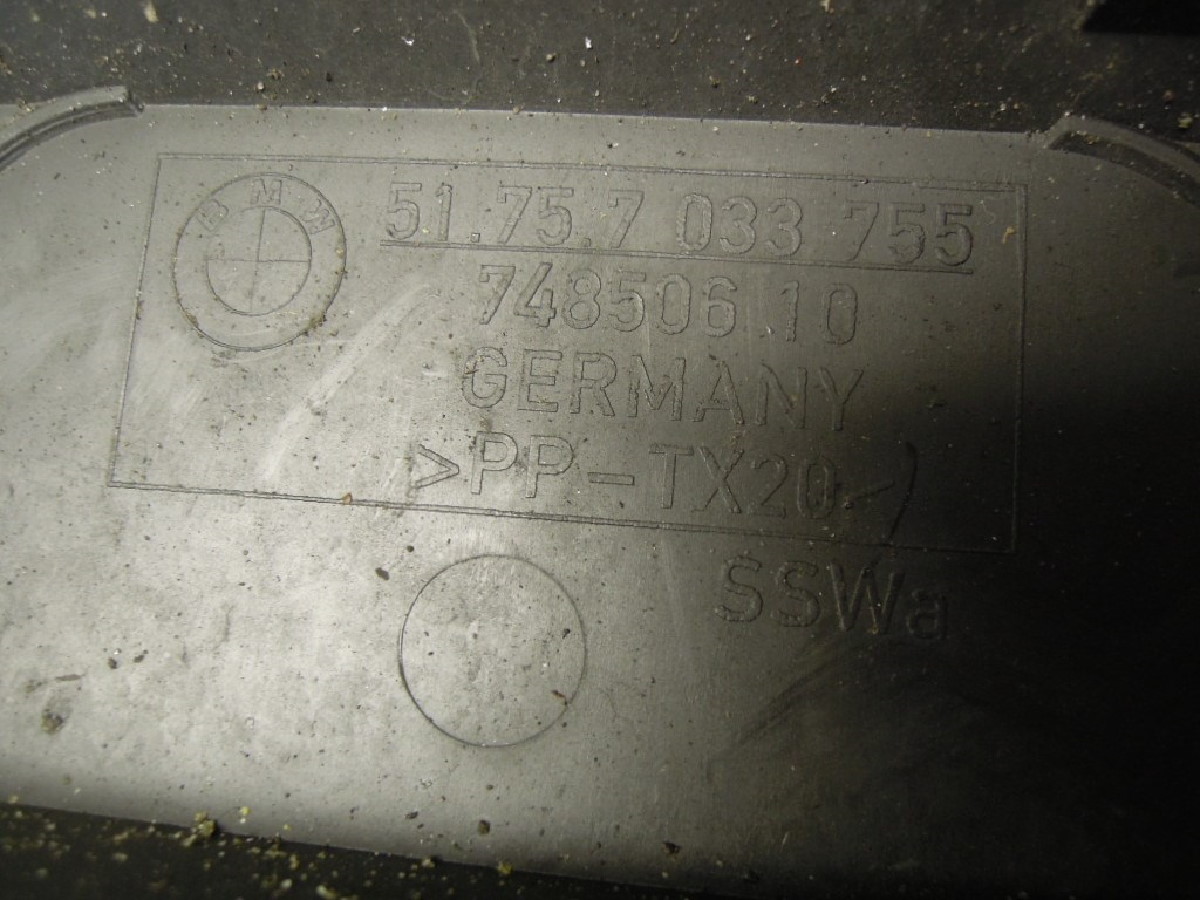 BMW
51.75.7 033 755
748506 10
GERMANY
>PP-TX20<
SSWa